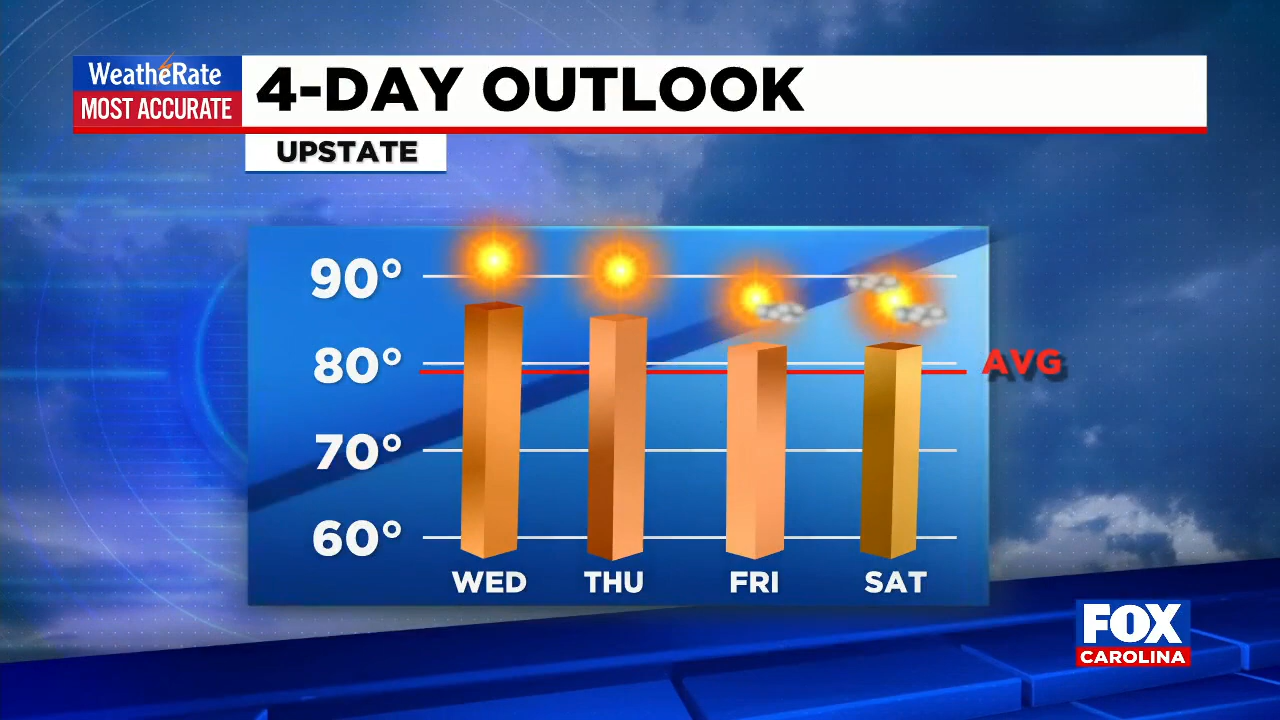 WeatheRate
MOST ACCURATE
4-DAY OUTLOOK
UPSTATE
90°
80°
AVG
70°
60°
WED THU FRI SAT
FOX
CAROLINA